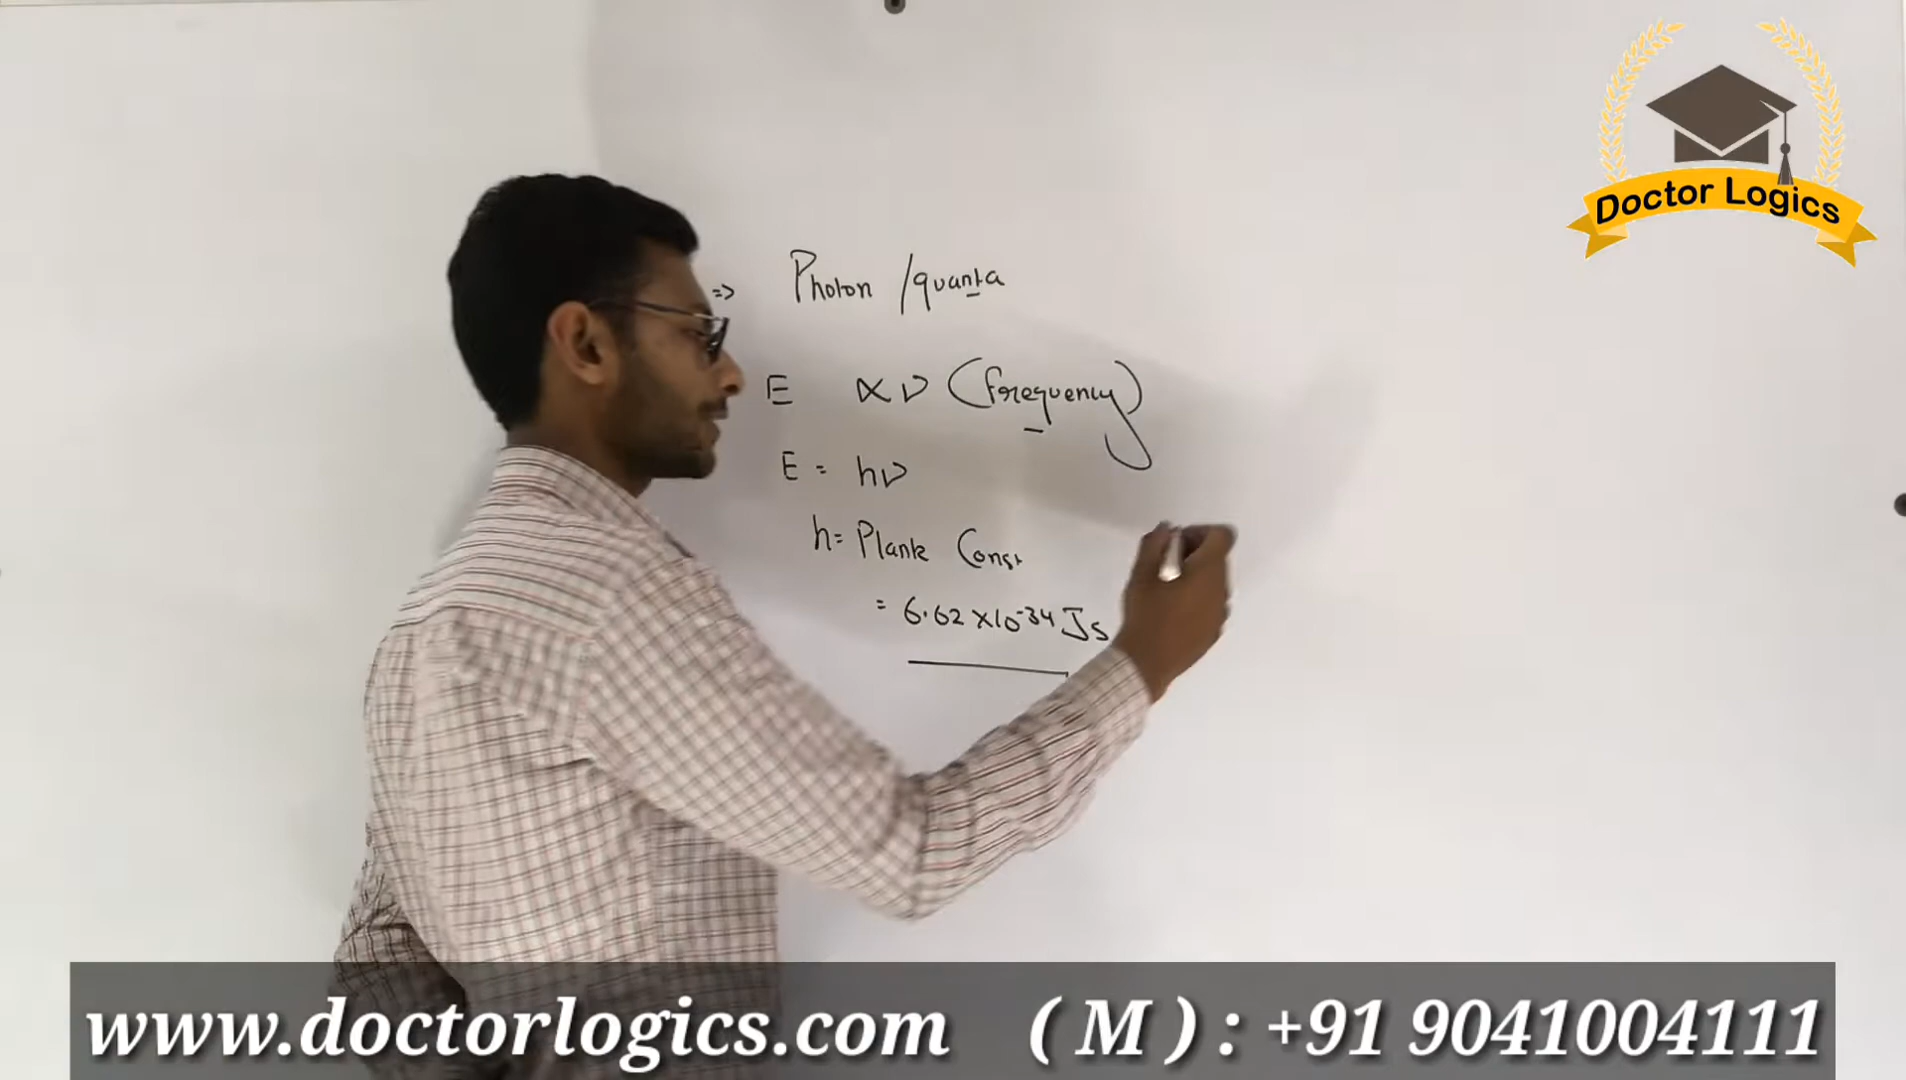 Doctor Logics
=> Photon /quanta
E ∝ ν (frequency)
E = hν
h= Plank Const
= 6.62 ×10-34 Js
www.doctorlogics.com ( M ) : +91 9041004111